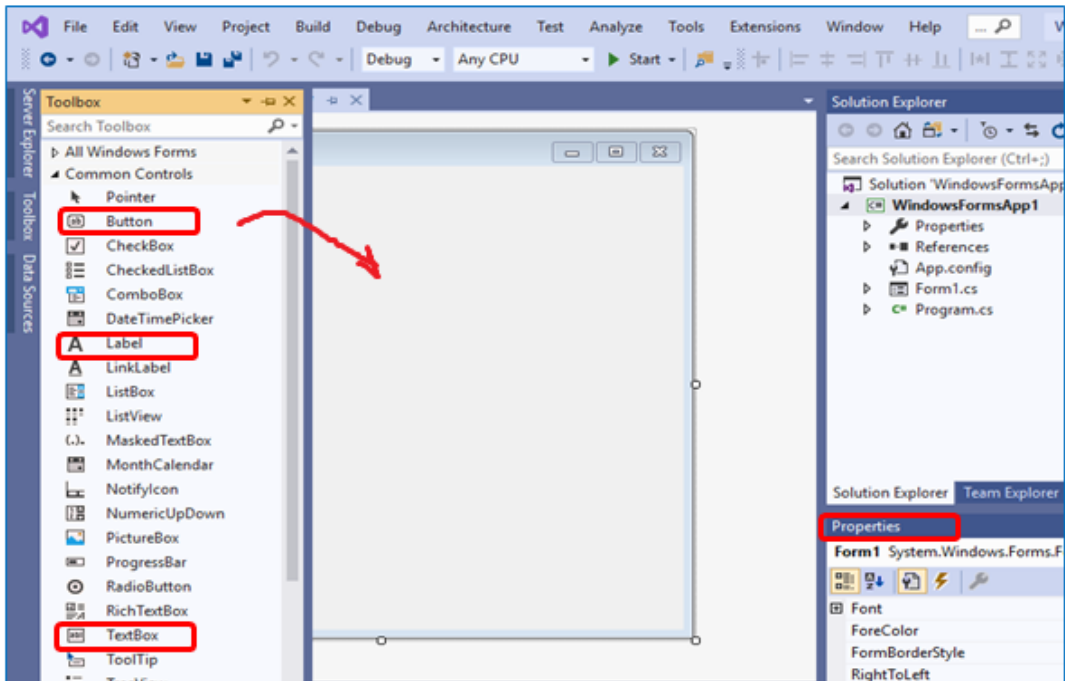 File Edit View Project Build Debug Architecture Test Analyze Tools Extensions Window Help ...
Debug Any CPU Start
Server Explorer
Toolbox
Data Sources
Toolbox
Search Toolbox
All Windows Forms
Common Controls
Pointer
Button
CheckBox
CheckedListBox
ComboBox
DateTimePicker
Label
LinkLabel
ListBox
ListView
MaskedTextBox
MonthCalendar
NotifyIcon
NumericUpDown
PictureBox
ProgressBar
RadioButton
RichTextBox
TextBox
ToolTip
Solution Explorer
Search Solution Explorer (Ctrl+;)
Solution 'WindowsFormsApp
WindowsFormsApp1
Properties
References
App.config
Form1.cs
C# Program.cs
Solution Explorer Team Explorer
Properties
Form1 System.Windows.Forms.F
Font
ForeColor
FormBorderStyle
RightToLeft